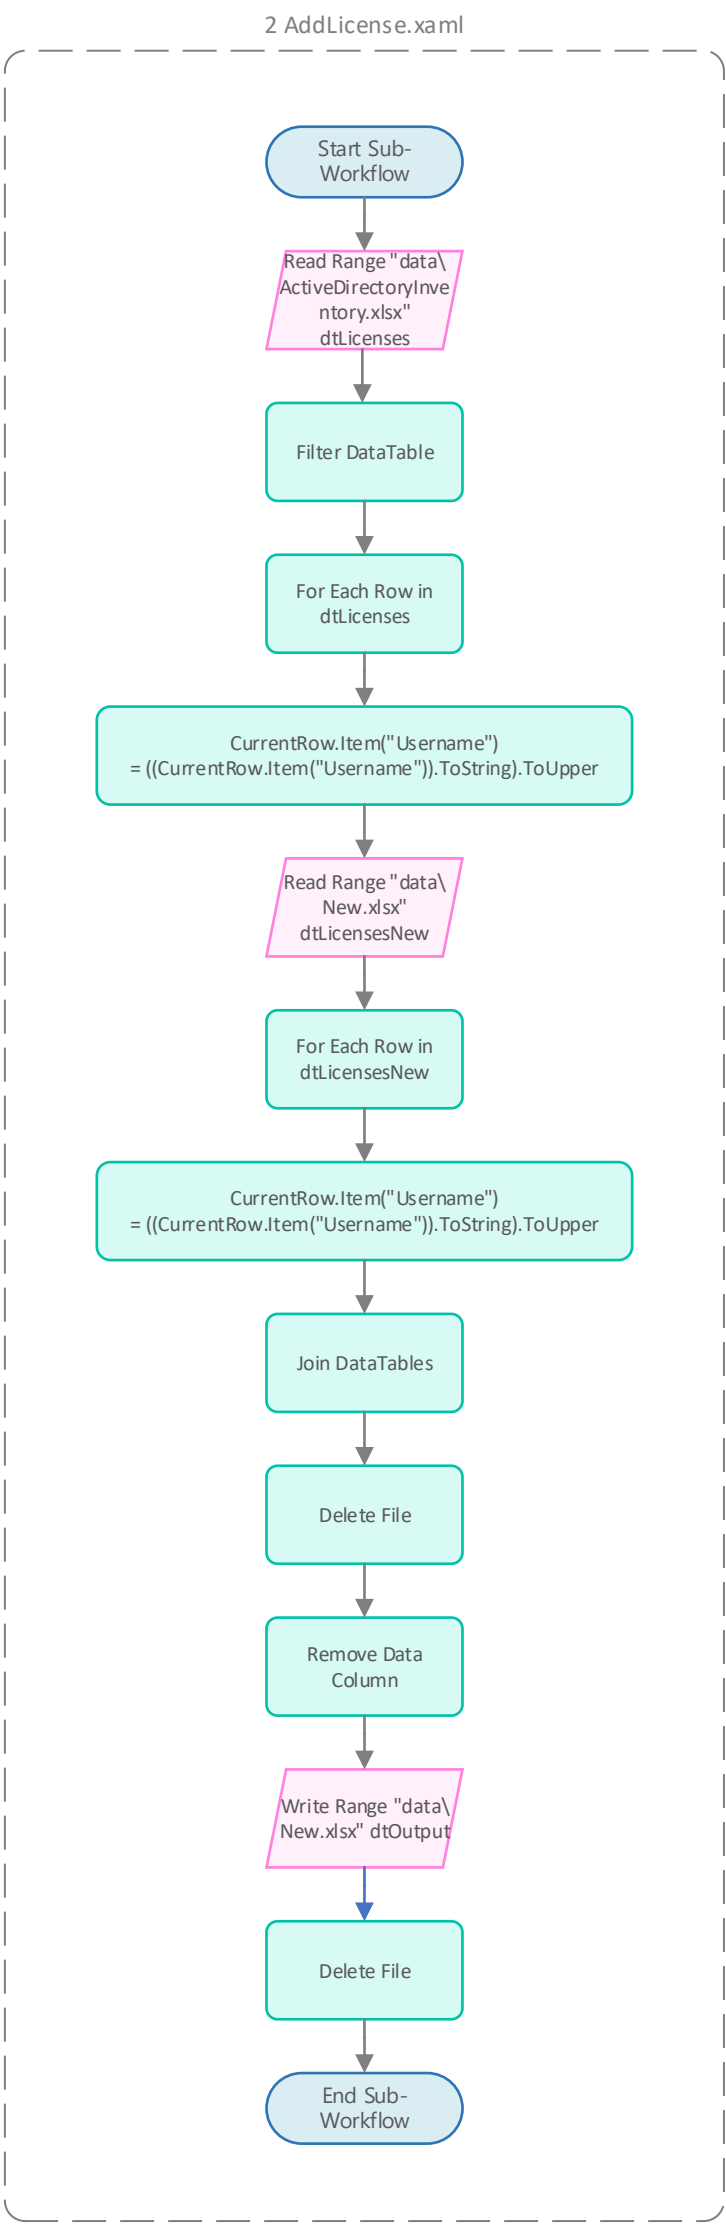 2 AddLicense.xaml
Start Sub-
Workflow
Read Range "data\
ActiveDirectoryInve
ntory.xlsx"
dtLicenses
Filter DataTable
For Each Row in
dtLicenses
CurrentRow.Item("Username")
= ((CurrentRow.Item("Username")).ToString).ToUpper
Read Range "data\
New.xlsx"
dtLicensesNew
For Each Row in
dtLicensesNew
CurrentRow.Item("Username")
= ((CurrentRow.Item("Username")).ToString).ToUpper
Join DataTables
Delete File
Remove Data
Column
Write Range "data\
New.xlsx" dtOutput
Delete File
End Sub-
Workflow